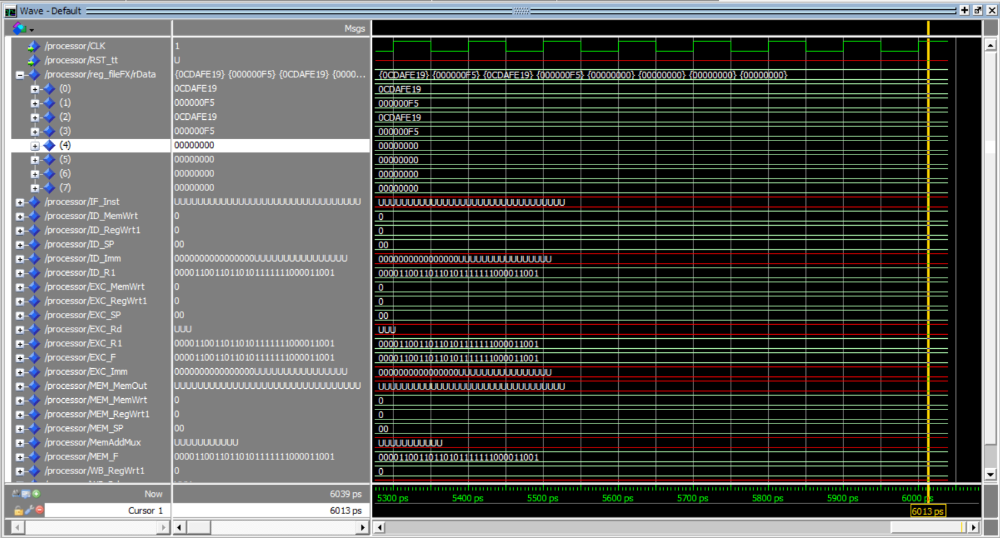 Wave - Default
Msgs
/processor/CLK 1
/processor/RST_tt U
/processor/reg_fileFX/rData {0CDAFE19} {000000F5} {0CDAFE19} {0000... {0CDAFE19} {000000F5} {0CDAFE19} {000000F5} {00000000} {00000000} {00000000} {00000000}
(0) 0CDAFE19 0CDAFE19
(1) 000000F5 000000F5
(2) 0CDAFE19 0CDAFE19
(3) 000000F5 000000F5
(4) 00000000 00000000
(5) 00000000 00000000
(6) 00000000 00000000
(7) 00000000 00000000
/processor/IF_Inst UUUUUUUUUUUUUUUUUUUUUUUUUUUUUUUU UUUUUUUUUUUUUUUUUUUUUUUUUUUUUUUU
/processor/ID_MemWrt 0 0
/processor/ID_RegWrt1 0 0
/processor/ID_SP 00 00
/processor/ID_Imm 0000000000000000UUUUUUUUUUUUUUUU 0000000000000000UUUUUUUUUUUUUUUU
/processor/ID_R1 00001100110110101111111000011001 00001100110110101111111000011001
/processor/EXC_MemWrt 0 0
/processor/EXC_RegWrt1 0 0
/processor/EXC_SP 00 00
/processor/EXC_Rd UUU UUU
/processor/EXC_R1 00001100110110101111111000011001 00001100110110101111111000011001
/processor/EXC_F 00001100110110101111111000011001 00001100110110101111111000011001
/processor/EXC_Imm 0000000000000000UUUUUUUUUUUUUUUU 0000000000000000UUUUUUUUUUUUUUUU
/processor/MEM_MemOut UUUUUUUUUUUUUUUUUUUUUUUUUUUUUUUU UUUUUUUUUUUUUUUUUUUUUUUUUUUUUUUU
/processor/MEM_MemWrt 0 0
/processor/MEM_RegWrt1 0 0
/processor/MEM_SP 00 00
/processor/MemAddMux UUUUUUUUUUU UUUUUUUUUUU
/processor/MEM_F 00001100110110101111111000011001 00001100110110101111111000011001
/processor/WB_RegWrt1 0 0
Now 6039 ps 5300 ps 5400 ps 5500 ps 5600 ps 5700 ps 5800 ps 5900 ps 6000 ps
Cursor 1 6013 ps 6013 ps